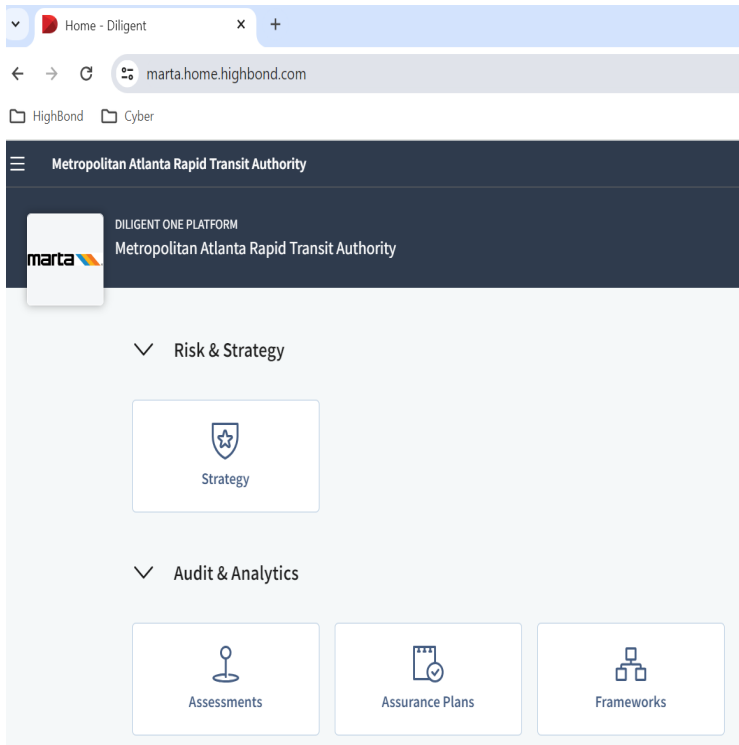 Home - Diligent
marta.home.highbond.com
HighBond Cyber
Metropolitan Atlanta Rapid Transit Authority
DILIGENT ONE PLATFORM
Metropolitan Atlanta Rapid Transit Authority
marta
Risk & Strategy
Strategy
Audit & Analytics
Assessments Assurance Plans Frameworks